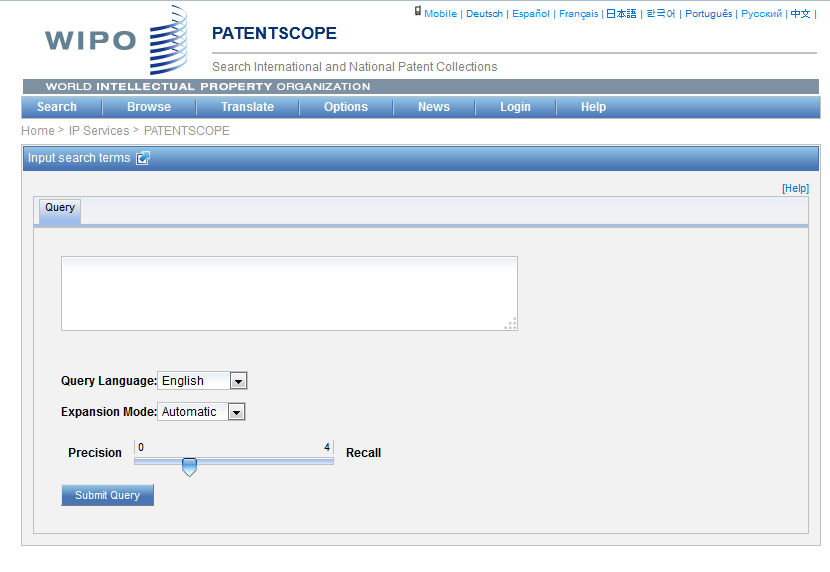 Mobile | Deutsch | Español | Français | 日本語 | 한국어 | Português | Русский | 中文 |
WIPO
PATENTSCOPE
Search International and National Patent Collections
WORLD INTELLECTUAL PROPERTY ORGANIZATION
Search Browse Translate Options News Login Help
Home > IP Services > PATENTSCOPE
Input search terms
[Help]
Query
Query Language: English
Expansion Mode: Automatic
0 4
Precision Recall
Submit Query